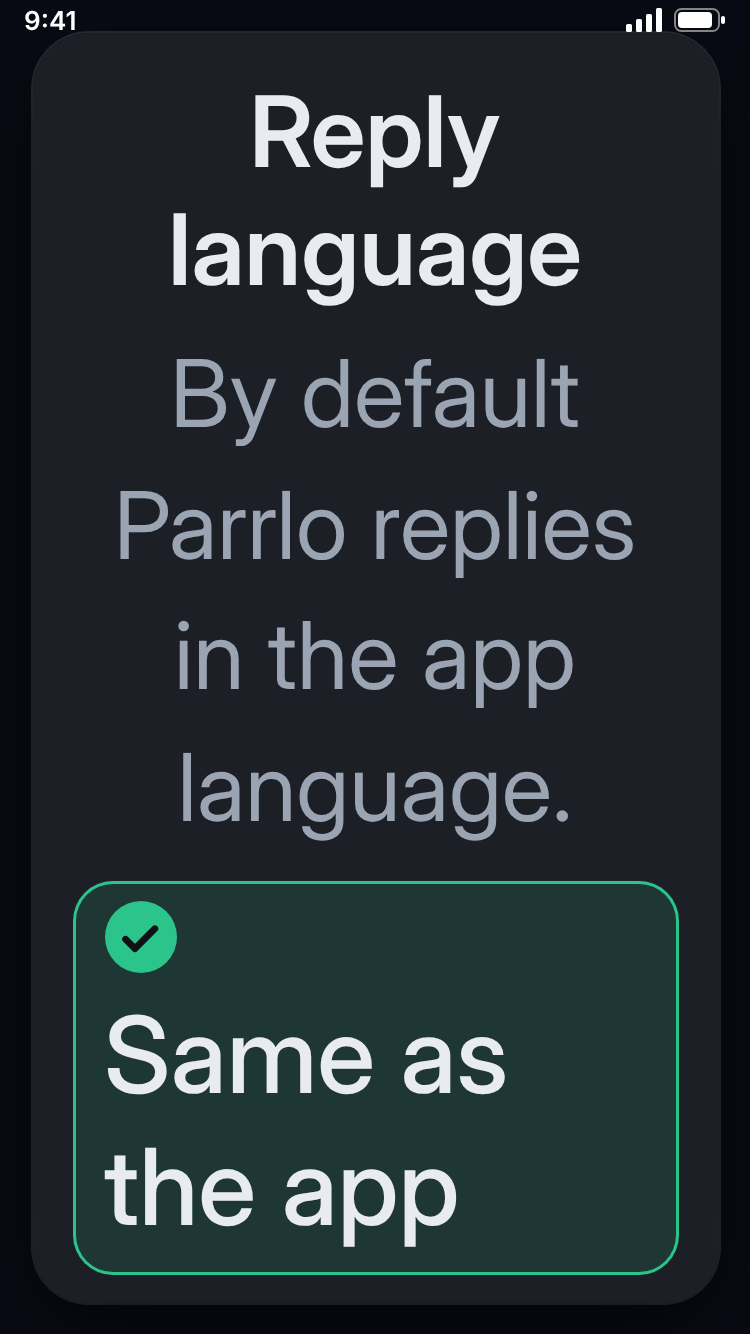 9:41
Reply
language
By default
Parrlo replies
in the app
language.
Same as
the app